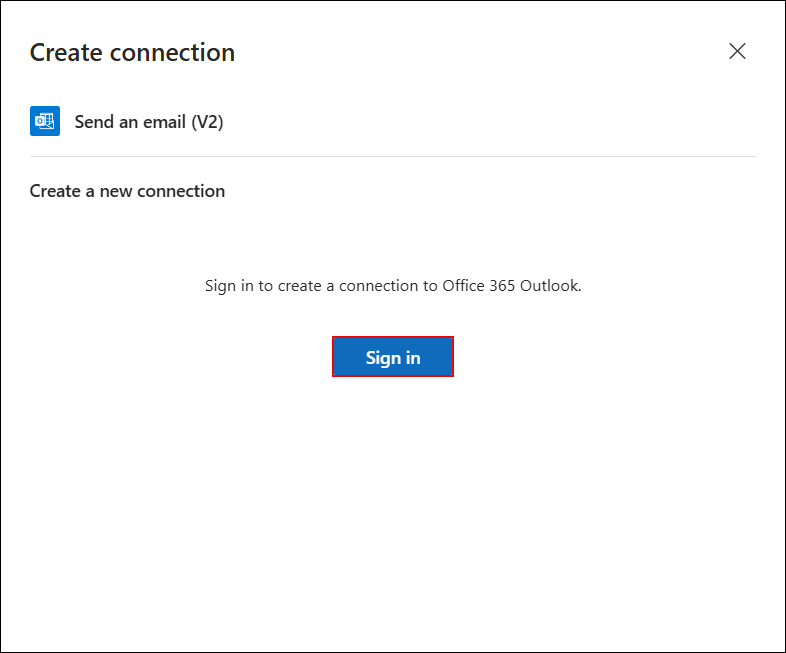 Create connection
Send an email (V2)
Create a new connection
Sign in to create a connection to Office 365 Outlook.
Sign in